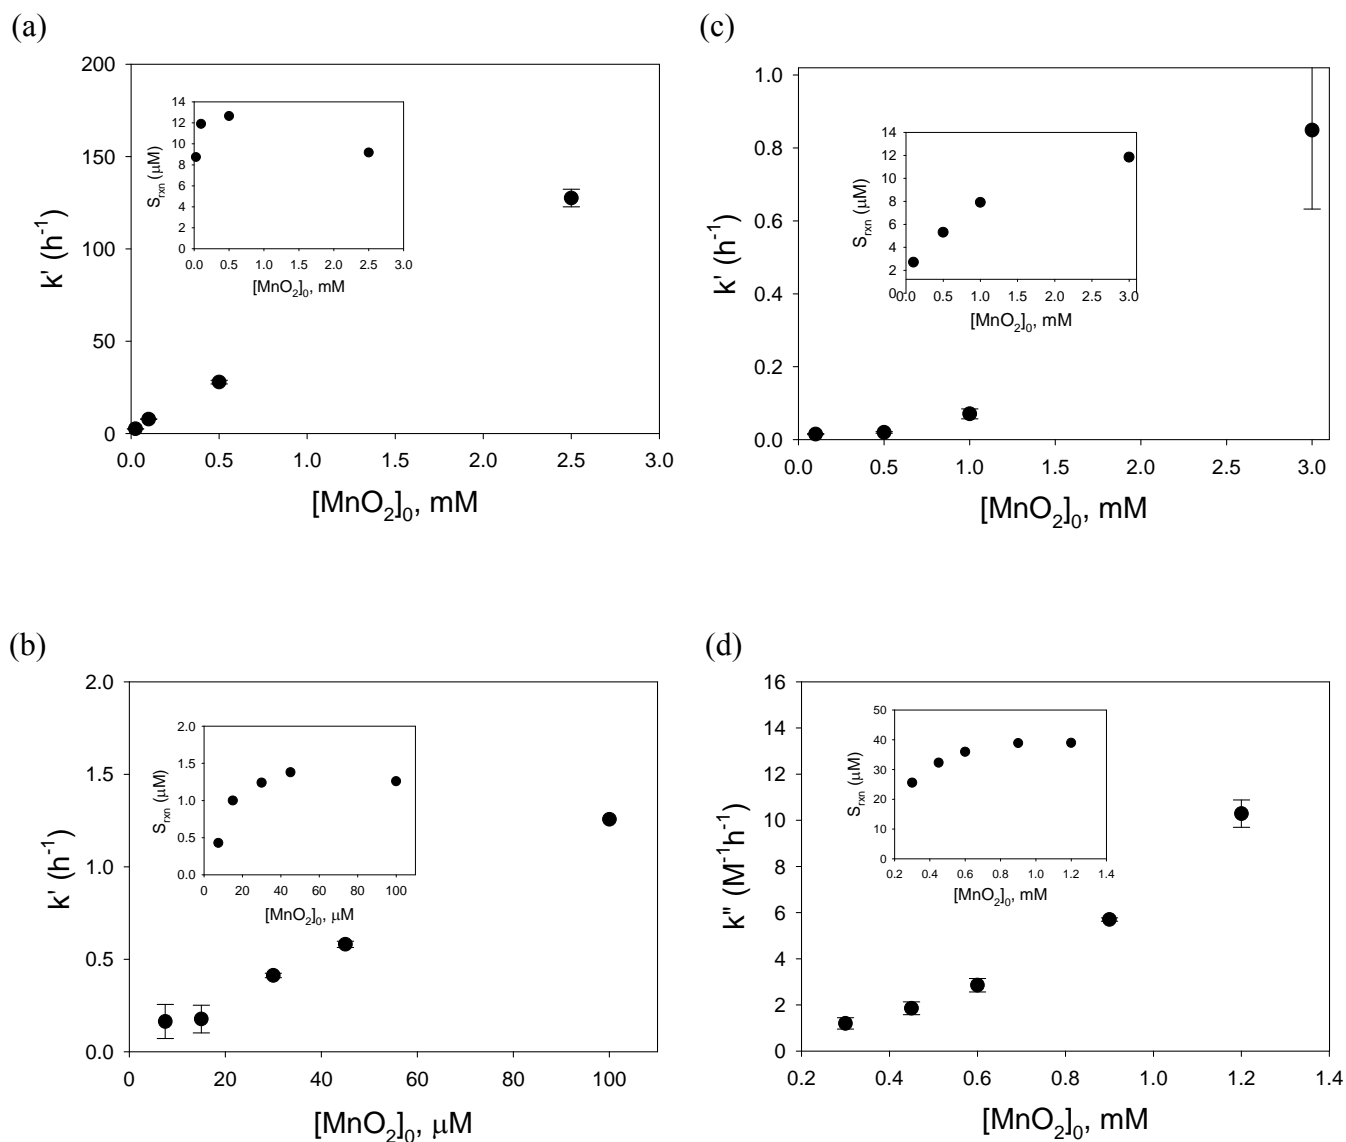 (a)
200
150
100
50
0
k' (h⁻¹)
0.0 0.5 1.0 1.5 2.0 2.5 3.0
[MnO₂]₀, mM
14
12
10
8
6
4
2
0
Sᵣₓₙ (μM)
0.0 0.5 1.0 1.5 2.0 2.5 3.0
[MnO₂]₀, mM
(c)
1.0
0.8
0.6
0.4
0.2
0.0
k' (h⁻¹)
0.0 0.5 1.0 1.5 2.0 2.5 3.0
[MnO₂]₀, mM
14
12
10
8
6
4
2
Sᵣₓₙ (μM)
0.0 0.5 1.0 1.5 2.0 2.5 3.0
[MnO₂]₀, mM
(b)
2.0
1.5
1.0
0.5
0.0
k' (h⁻¹)
0 20 40 60 80 100
[MnO₂]₀, μM
2.0
1.5
1.0
0.5
0.0
Sᵣₓₙ (μM)
0 20 40 60 80 100
[MnO₂]₀, μM
(d)
16
14
12
10
8
6
4
2
0
k" (M⁻¹h⁻¹)
0.2 0.4 0.6 0.8 1.0 1.2 1.4
[MnO₂]₀, mM
50
40
30
20
10
0
Sᵣₓₙ (μM)
0.2 0.4 0.6 0.8 1.0 1.2 1.4
[MnO₂]₀, mM